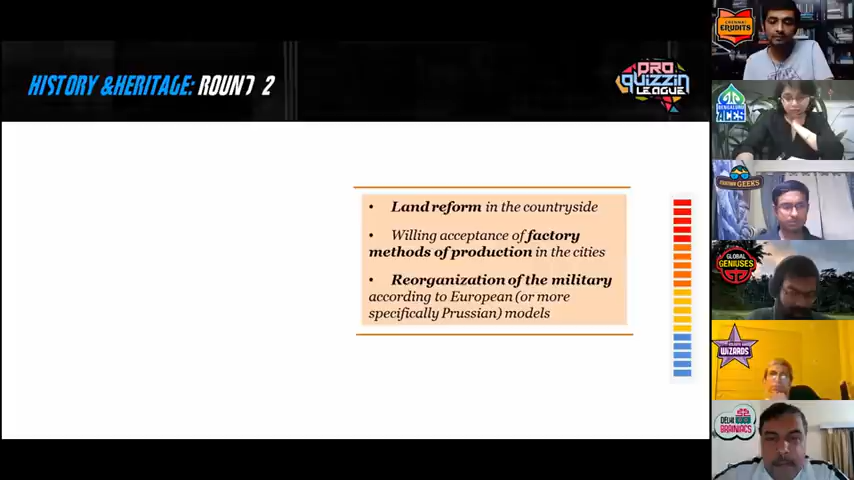 HISTORY &HERITAGE: ROUND 2
PRO
QUIZZIN
LEAGUE
• Land reform in the countryside
• Willing acceptance of factory
methods of production in the cities
• Reorganization of the military
according to European (or more
specifically Prussian) models
CHENNAI
ERUDITS
BENGALURU
ACES
GEEKS
GLOBAL
GENIUSES
WIZARDS
DELHI
BRAINIACS